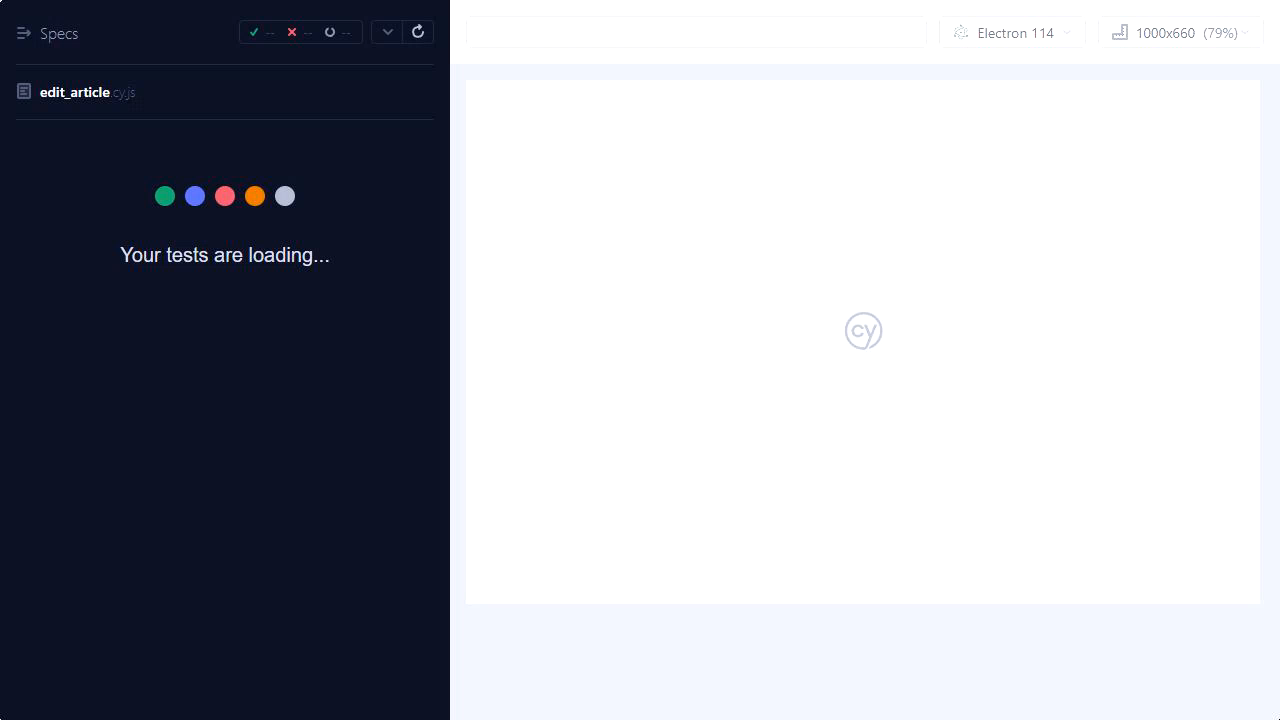 Specs
--
--
--
edit_article.cy.js
Your tests are loading...
Electron 114
1000x660 (79%)
cy